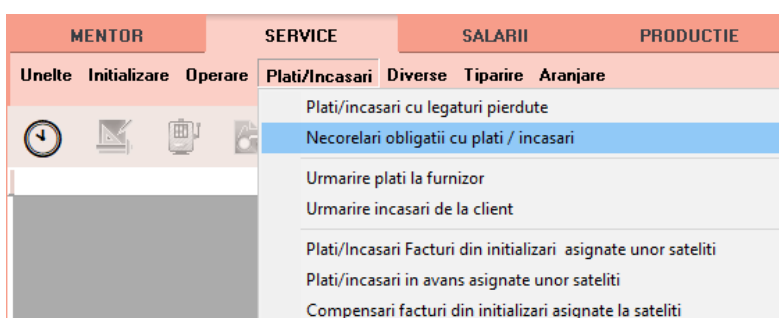 MENTOR SERVICE SALARII PRODUCTIE
Unelte Initializare Operare Plati/Incasari Diverse Tiparire Aranjare
Plati/incasari cu legaturi pierdute
Necorelari obligatii cu plati / incasari
Urmarire plati la furnizor
Urmarire incasari de la client
Plati/Incasari Facturi din initializari asignate unor sateliti
Plati/incasari in avans asignate unor sateliti
Compensari facturi din initializari asignate la sateliti